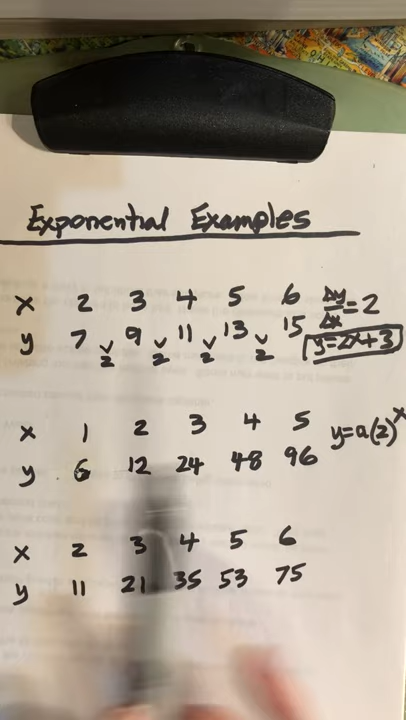 Exponential Examples
x 2 3 4 5 6 Δy/Δx = 2
y 7 9 11 13 15 y=2x+3
2 2 2 2
x 1 2 3 4 5 y=a(2)^x
y 6 12 24 48 96
x 2 3 4 5 6
y 11 21 35 53 75